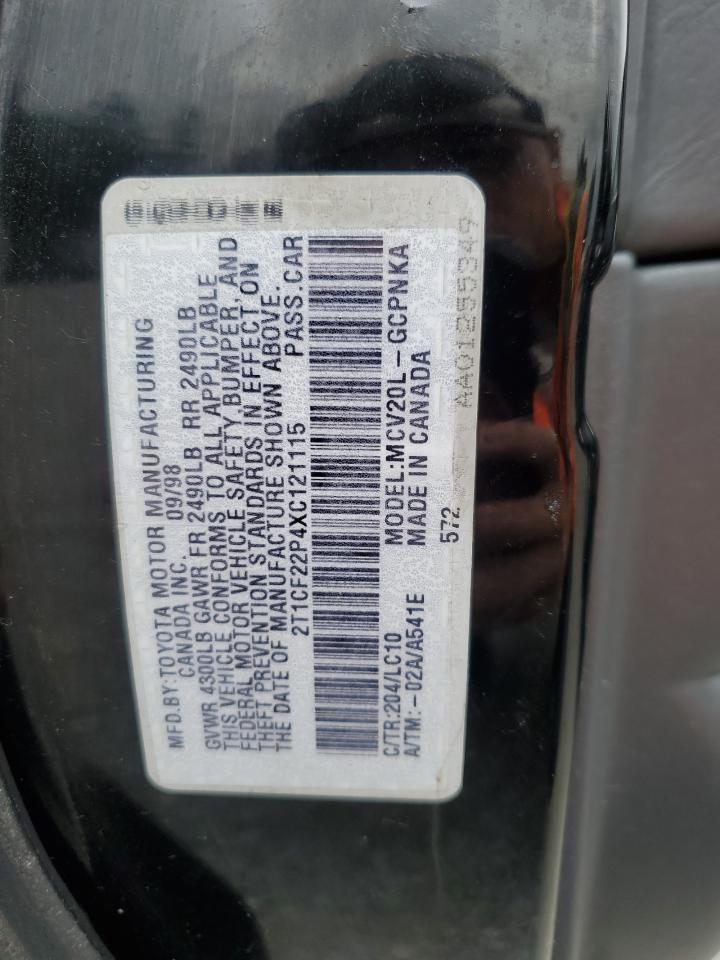 MFD.BY:TOYOTA MOTOR MANUFACTURING
CANADA INC. 09/98
GVWR 4300LB GAWR FR 2490LB RR 2490LB
THIS VEHICLE CONFORMS TO ALL APPLICABLE
FEDERAL MOTOR VEHICLE SAFETY,BUMPER, AND
THEFT PREVENTION STANDARDS IN EFFECT ON
THE DATE OF MANUFACTURE SHOWN ABOVE.
2T1CF22P4XC121115 PASS.CAR
C/TR:204/LC10 MODEL:MCV20L-GCPNKA
A/TM:-02A/A541E MADE IN CANADA
572
AA01255349